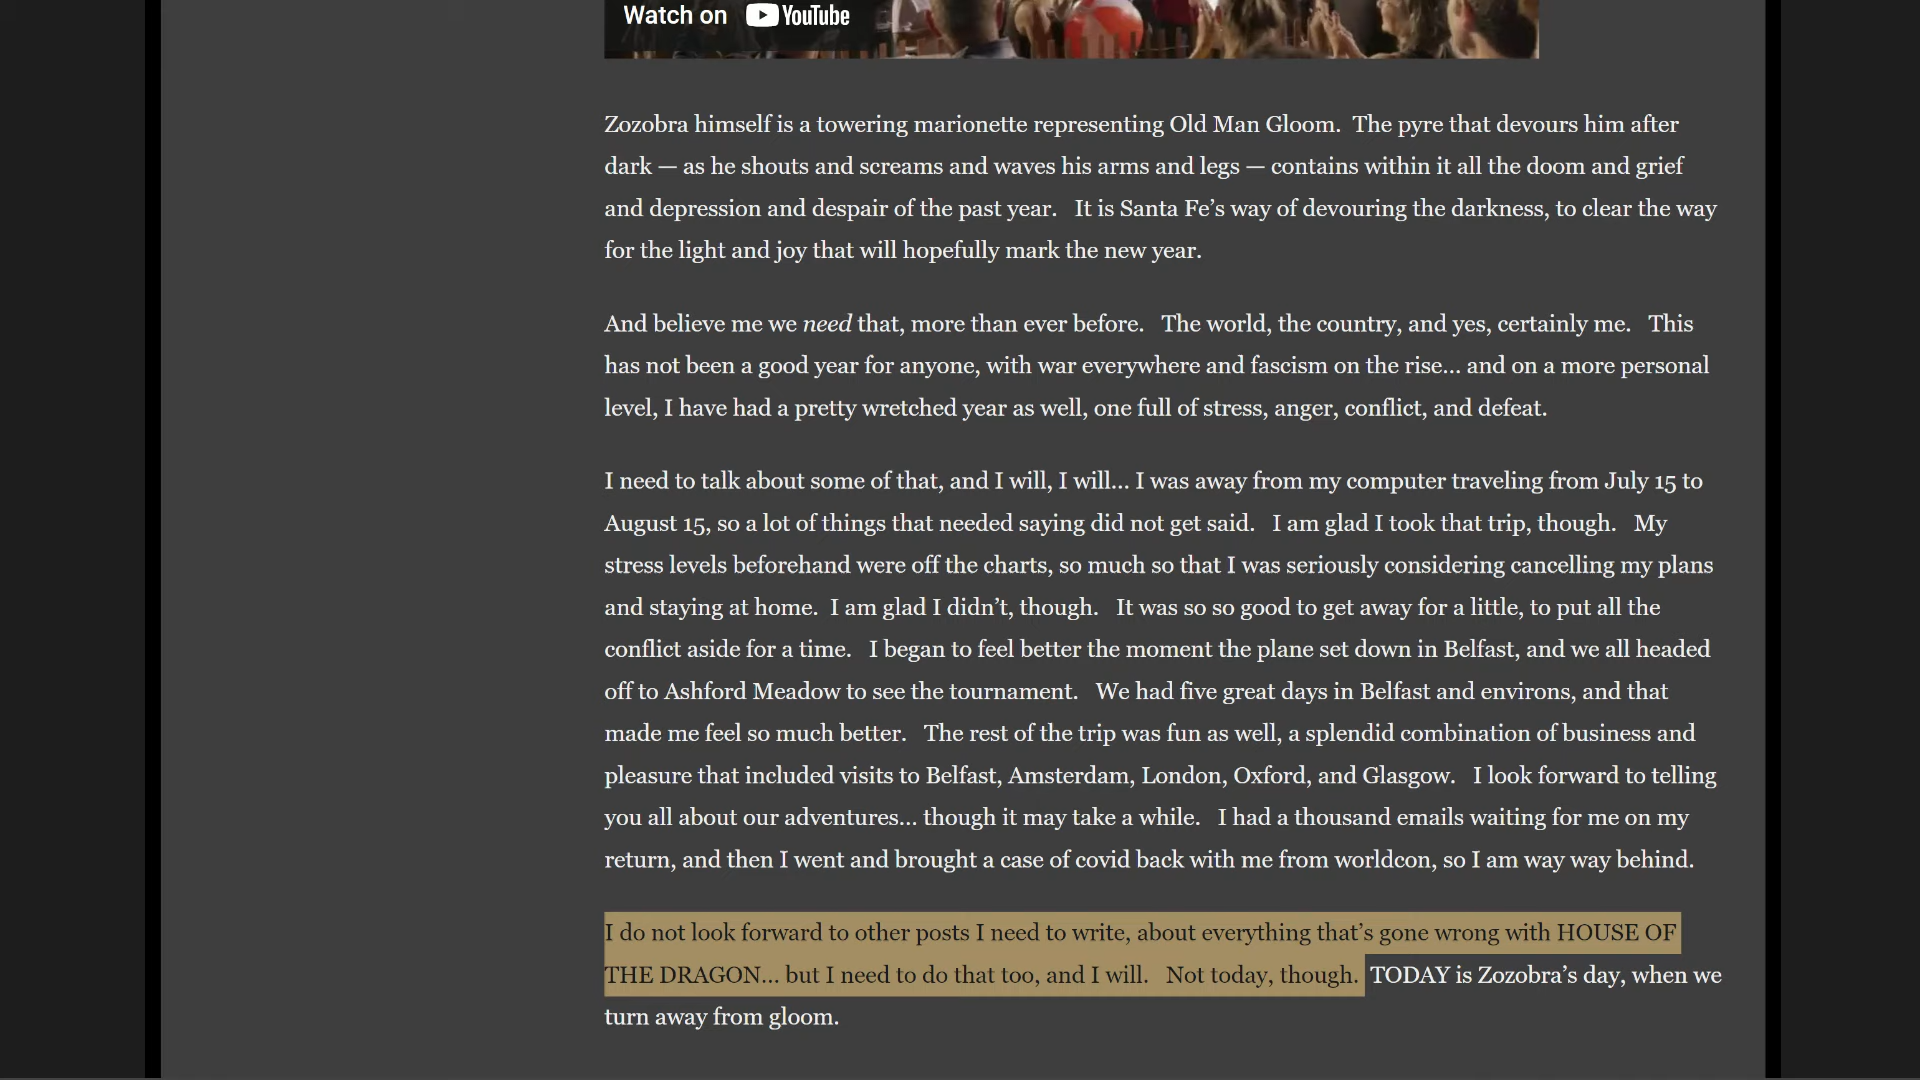 Watch on YouTube
Zozobra himself is a towering marionette representing Old Man Gloom.  The pyre that devours him after
dark — as he shouts and screams and waves his arms and legs — contains within it all the doom and grief
and depression and despair of the past year.   It is Santa Fe’s way of devouring the darkness, to clear the way
for the light and joy that will hopefully mark the new year.
And believe me we need that, more than ever before.   The world, the country, and yes, certainly me.   This
has not been a good year for anyone, with war everywhere and fascism on the rise… and on a more personal
level, I have had a pretty wretched year as well, one full of stress, anger, conflict, and defeat.
I need to talk about some of that, and I will, I will… I was away from my computer traveling from July 15 to
August 15, so a lot of things that needed saying did not get said.   I am glad I took that trip, though.   My
stress levels beforehand were off the charts, so much so that I was seriously considering cancelling my plans
and staying at home.  I am glad I didn’t, though.   It was so so good to get away for a little, to put all the
conflict aside for a time.   I began to feel better the moment the plane set down in Belfast, and we all headed
off to Ashford Meadow to see the tournament.   We had five great days in Belfast and environs, and that
made me feel so much better.   The rest of the trip was fun as well, a splendid combination of business and
pleasure that included visits to Belfast, Amsterdam, London, Oxford, and Glasgow.   I look forward to telling
you all about our adventures… though it may take a while.   I had a thousand emails waiting for me on my
return, and then I went and brought a case of covid back with me from worldcon, so I am way way behind.
I do not look forward to other posts I need to write, about everything that’s gone wrong with HOUSE OF
THE DRAGON… but I need to do that too, and I will.   Not today, though.  TODAY is Zozobra’s day, when we
turn away from gloom.